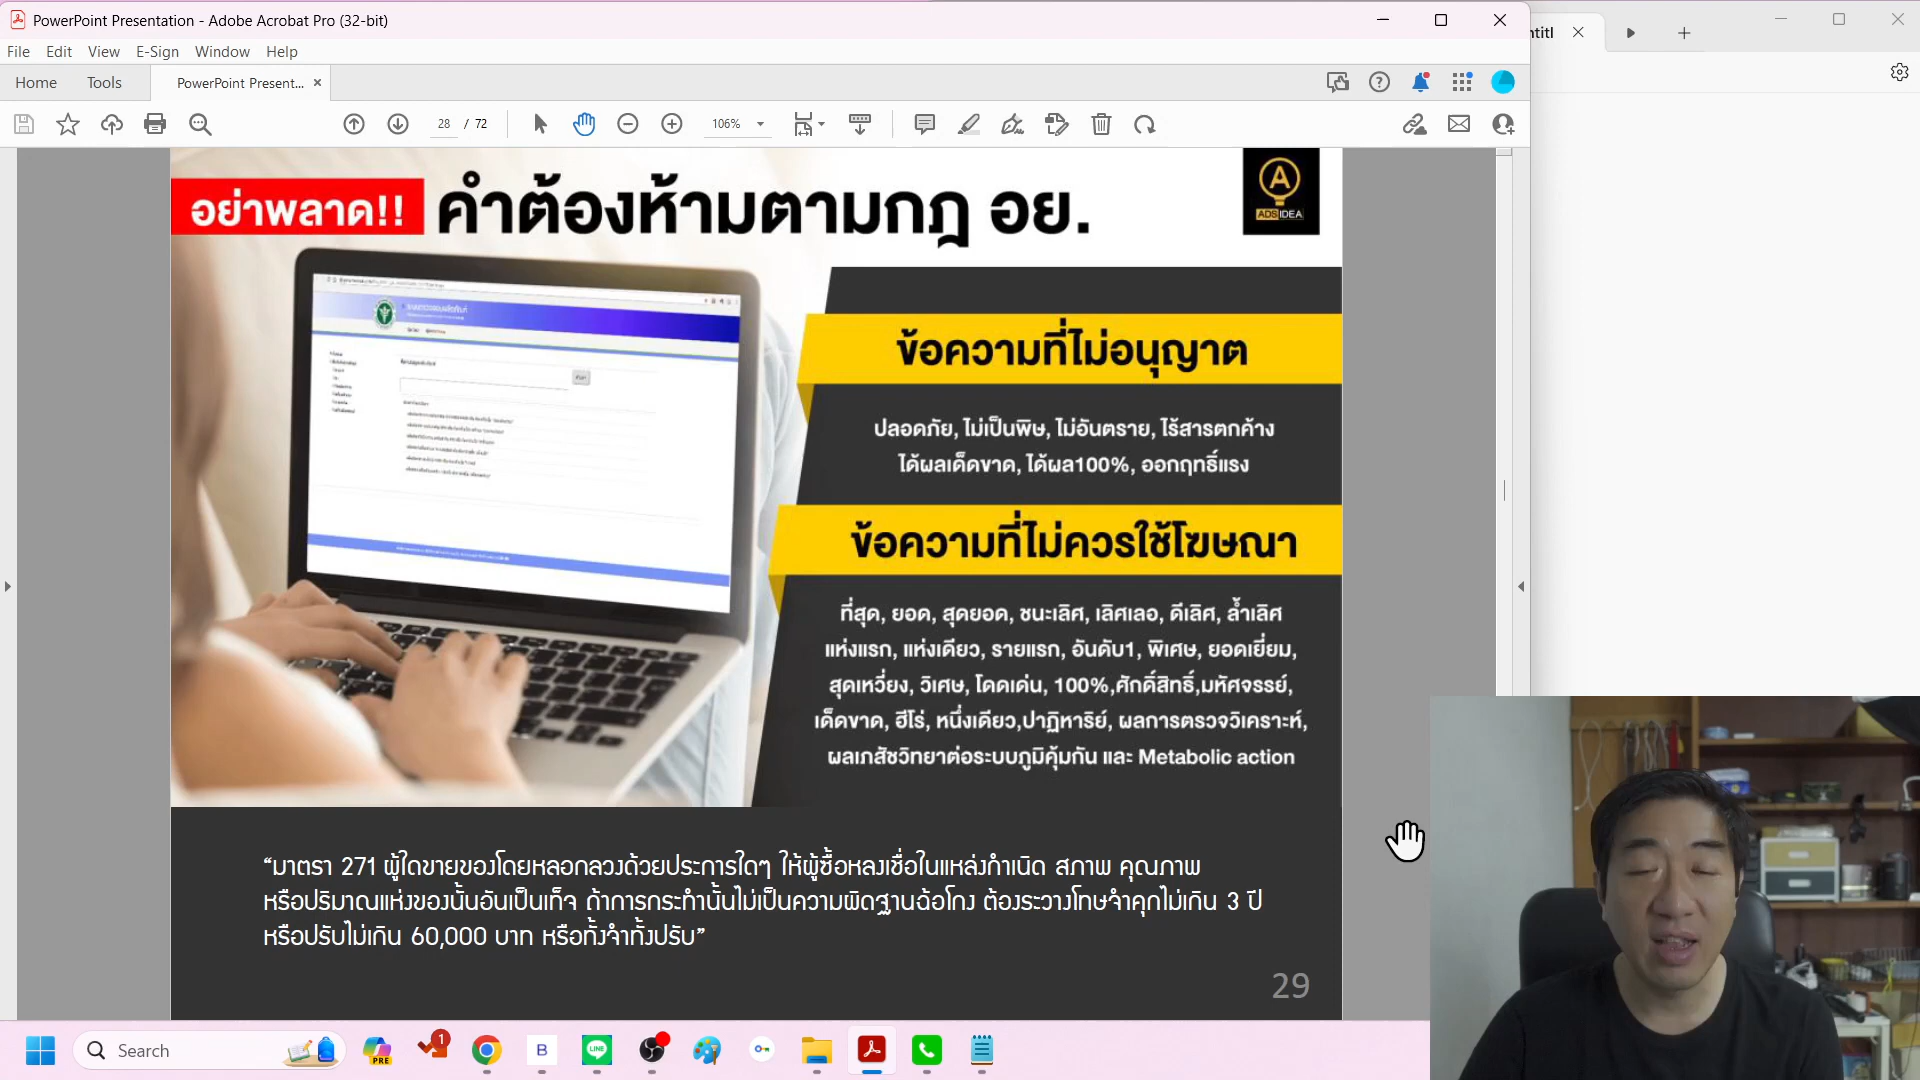 PowerPoint Presentation - Adobe Acrobat Pro (32-bit)
ntitl
File Edit View E-Sign Window Help
Home Tools PowerPoint Present...
28 / 72 106%
อย่าพลาด!! คำต้องห้ามตามกฎ อย.
A
ADS IDEA
ข้อความที่ไม่อนุญาต
ปลอดภัย, ไม่เป็นพิษ, ไม่อันตราย, ไร้สารตกค้าง
ได้ผลเด็ดขาด, ได้ผล100%, ออกฤทธิ์แรง
ข้อความที่ไม่ควรใช้โฆษณา
ที่สุด, ยอด, สุดยอด, ชนะเลิศ, เลิศเลอ, ดีเลิศ, ล้ำเลิศ
แห่งแรก, แห่งเดียว, รายแรก, อันดับ1, พิเศษ, ยอดเยี่ยม,
สุดเหวี่ยง, วิเศษ, โดดเด่น, 100%,ศักดิ์สิทธิ์,มหัศจรรย์,
เด็ดขาด, ฮีโร่, หนึ่งเดียว,ปาฏิหาริย์, ผลการตรวจวิเคราะห์,
ผลเภสัชวิทยาต่อระบบภูมิคุ้มกัน และ Metabolic action
“มาตรา 271 ผู้ใดขายของโดยหลอกลวงด้วยประการใดๆ ให้ผู้ซื้อหลงเชื่อในแหล่งกำเนิด สภาพ คุณภาพ
หรือปริมาณแห่งของนั้นอันเป็นเท็จ ถ้าการกระทำนั้นไม่เป็นความผิดฐานฉ้อโกง ต้องระวางโทษจำคุกไม่เกิน 3 ปี
หรือปรับไม่เกิน 60,000 บาท หรือทั้งจำทั้งปรับ”
29
Search
PRE
1
B
LINE